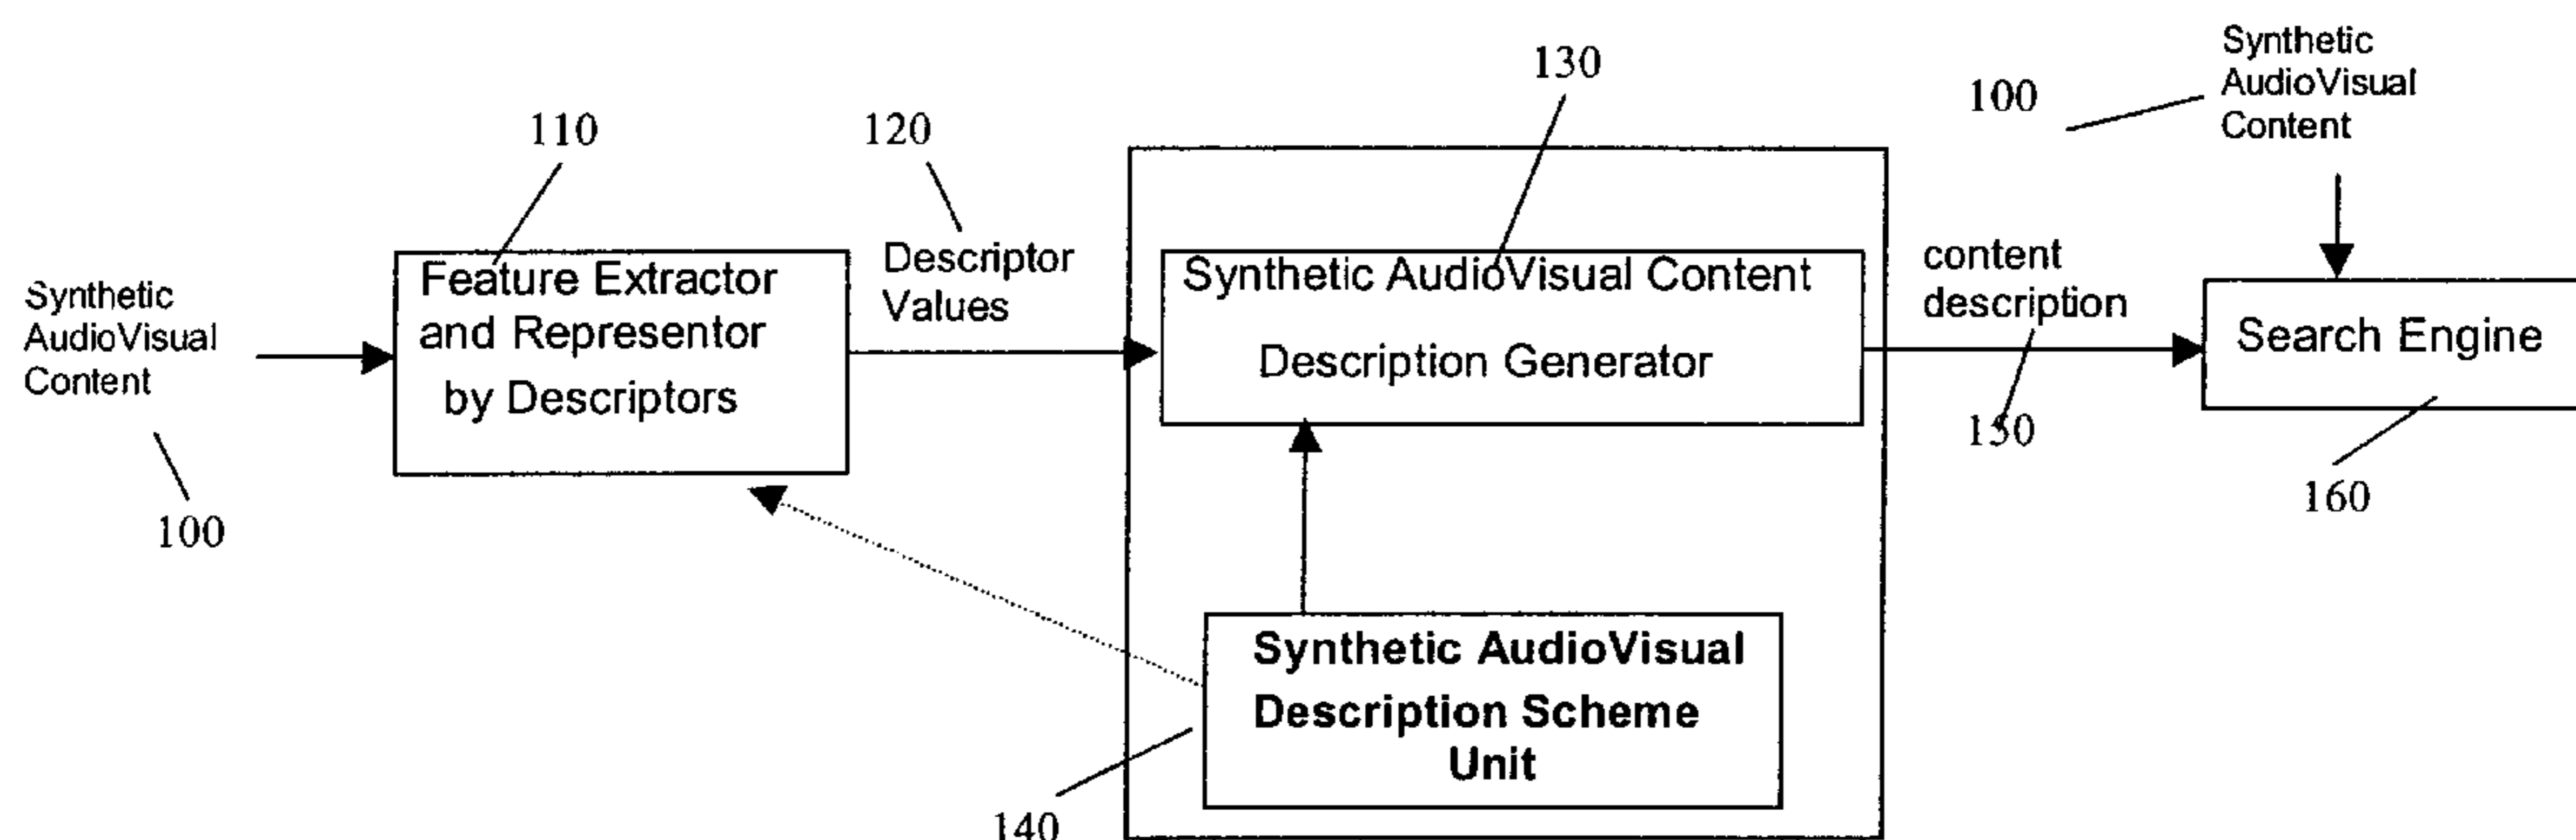 Synthetic
AudioVisual
Content
100
110
Feature Extractor
and Representor
by Descriptors
120
Descriptor
Values
130
Synthetic AudioVisual Content
Description Generator
Synthetic AudioVisual
Description Scheme
Unit
140
content
description
150
100
Synthetic
AudioVisual
Content
Search Engine
160